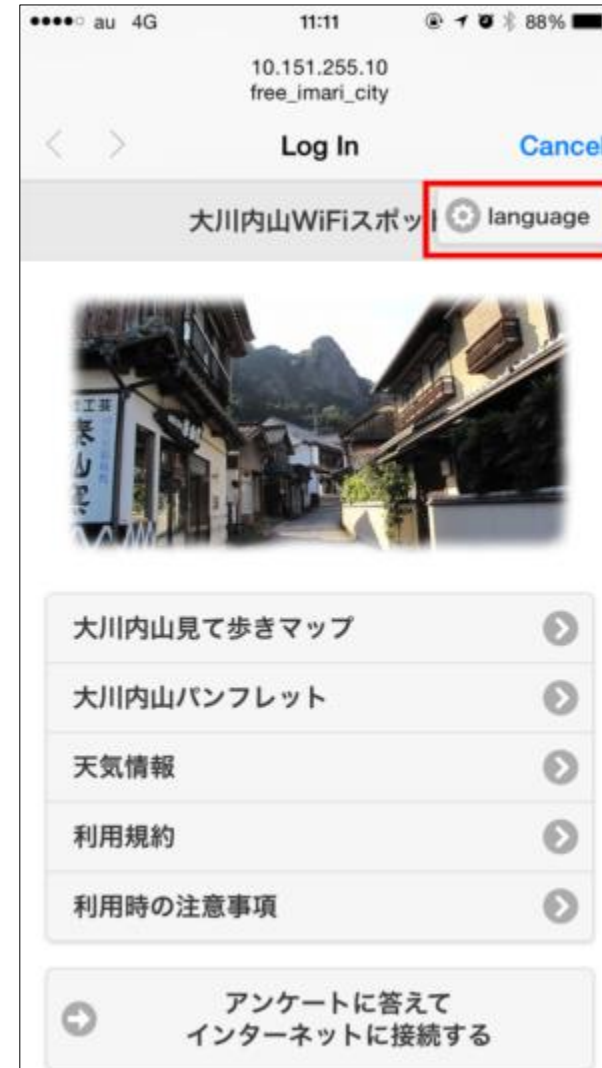 au 4G 11:11 88%
10.151.255.10
free_imari_city
Log In Cancel
大川内山WiFiスポット language
大川内山見て歩きマップ
大川内山パンフレット
天気情報
利用規約
利用時の注意事項
アンケートに答えて
インターネットに接続する